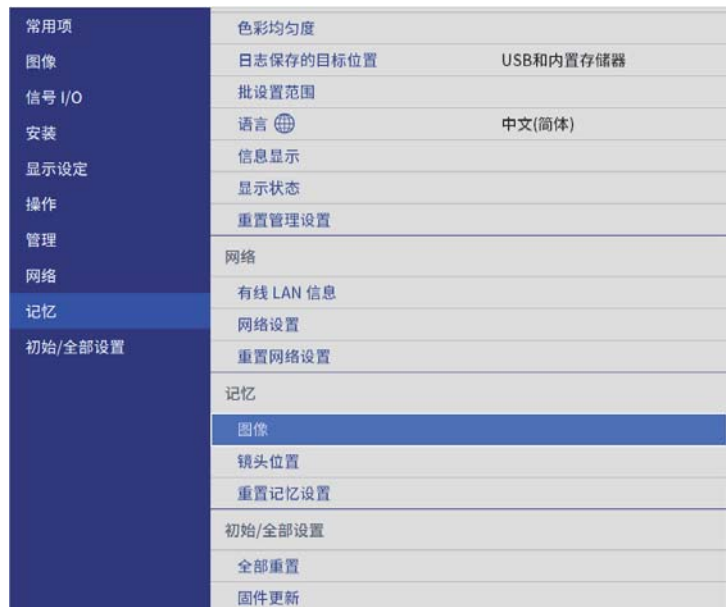 常用项
图像
信号 I/O
安装
显示设定
操作
管理
网络
记忆
初始/全部设置
色彩均匀度
日志保存的目标位置 USB和内置存储器
批设置范围
语言 中文(简体)
信息显示
显示状态
重置管理设置
网络
有线 LAN 信息
网络设置
重置网络设置
记忆
图像
镜头位置
重置记忆设置
初始/全部设置
全部重置
固件更新